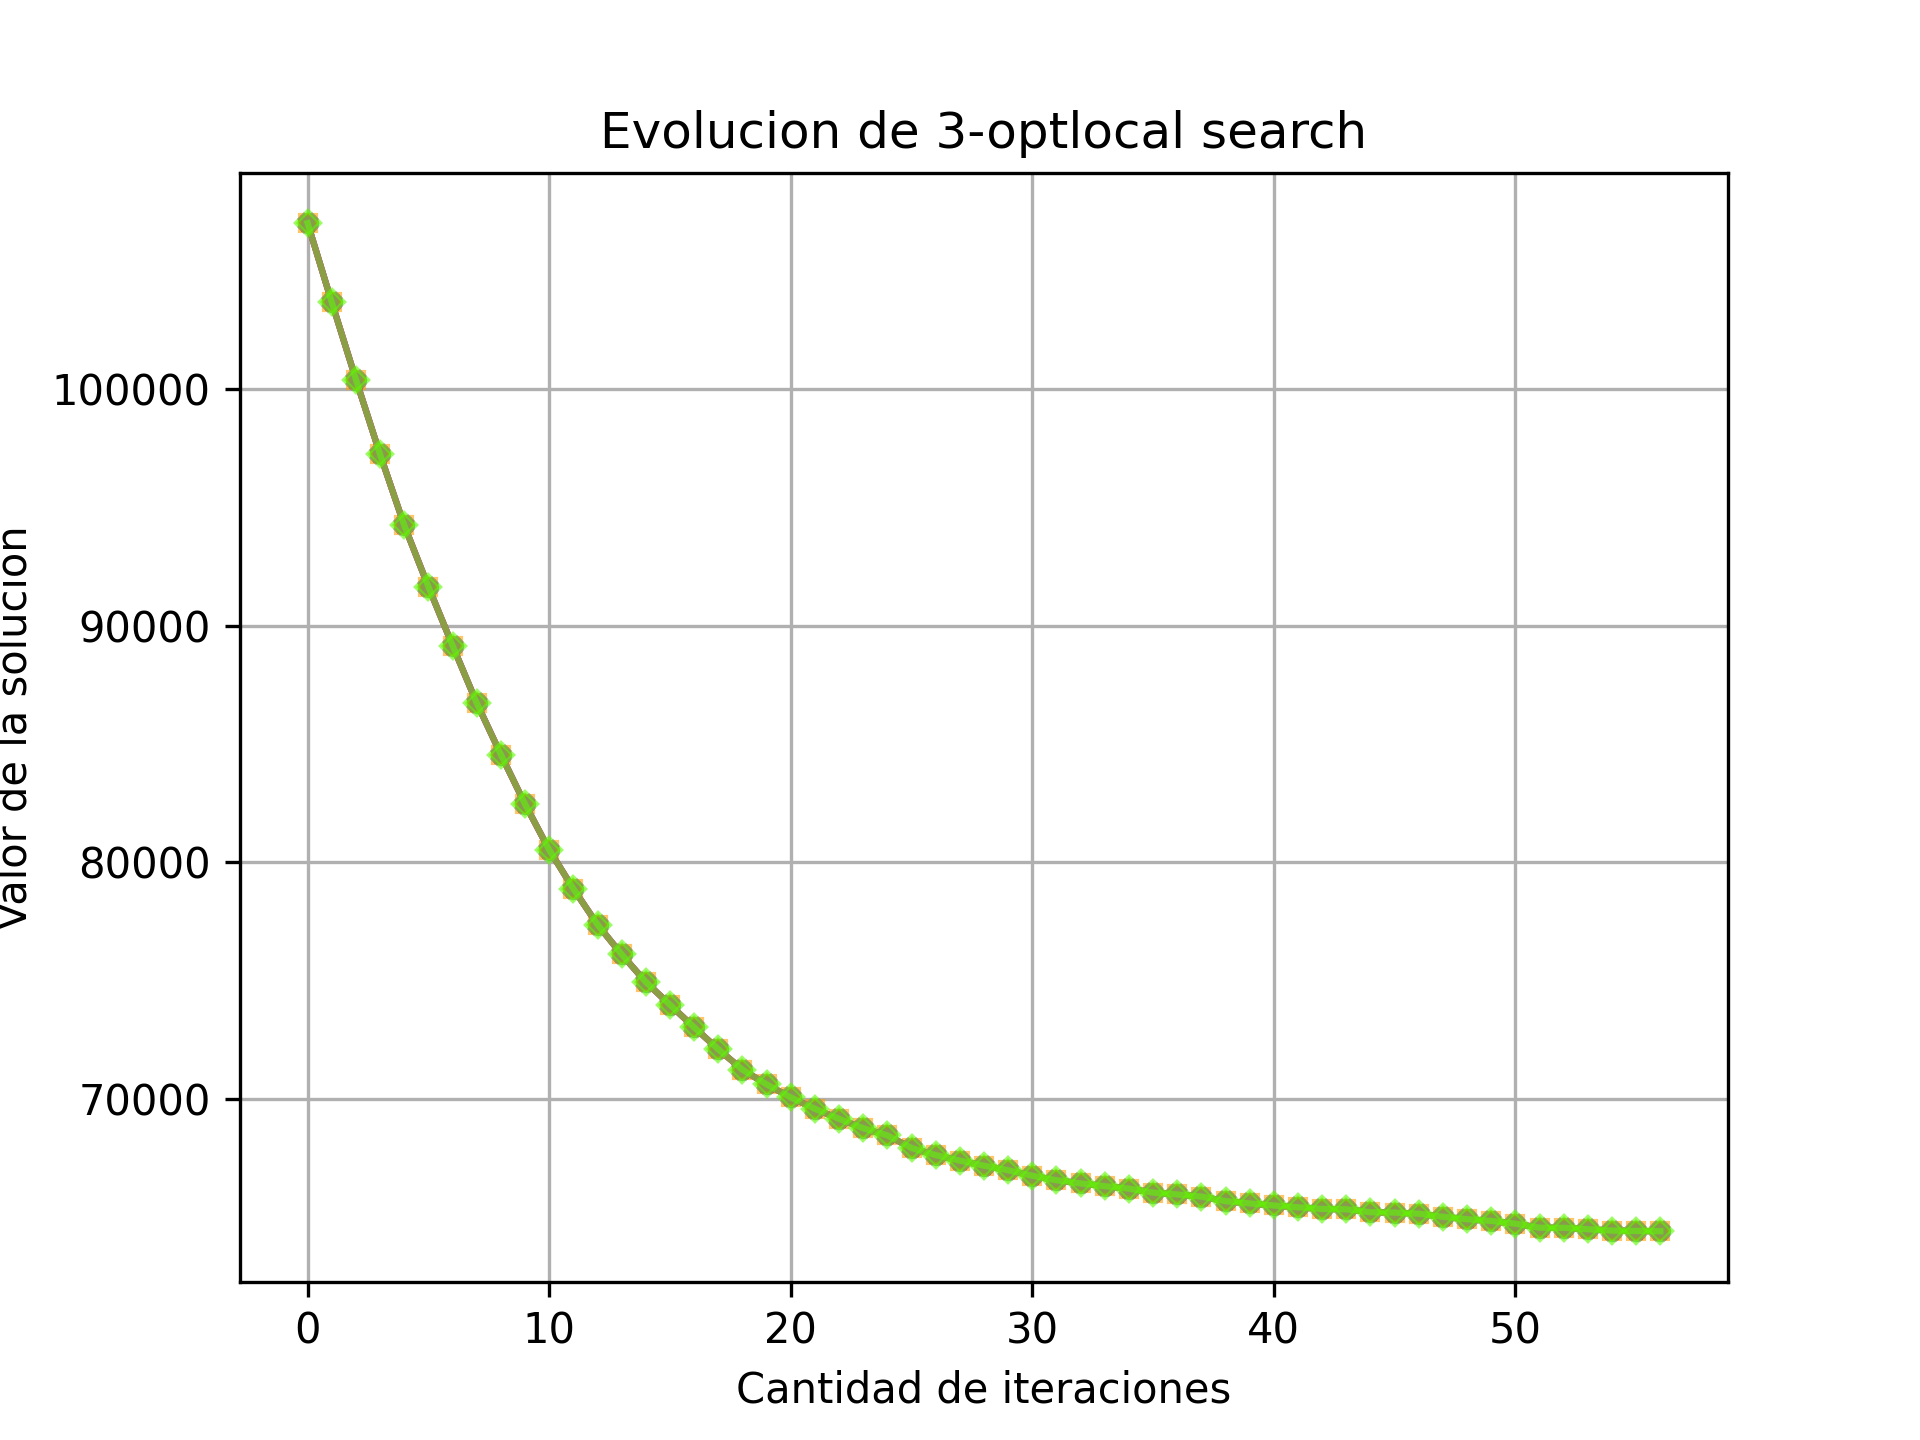 Evolucion de 3-optlocal search
Valor de la solucion
100000
90000
80000
70000
0 10 20 30 40 50
Cantidad de iteraciones